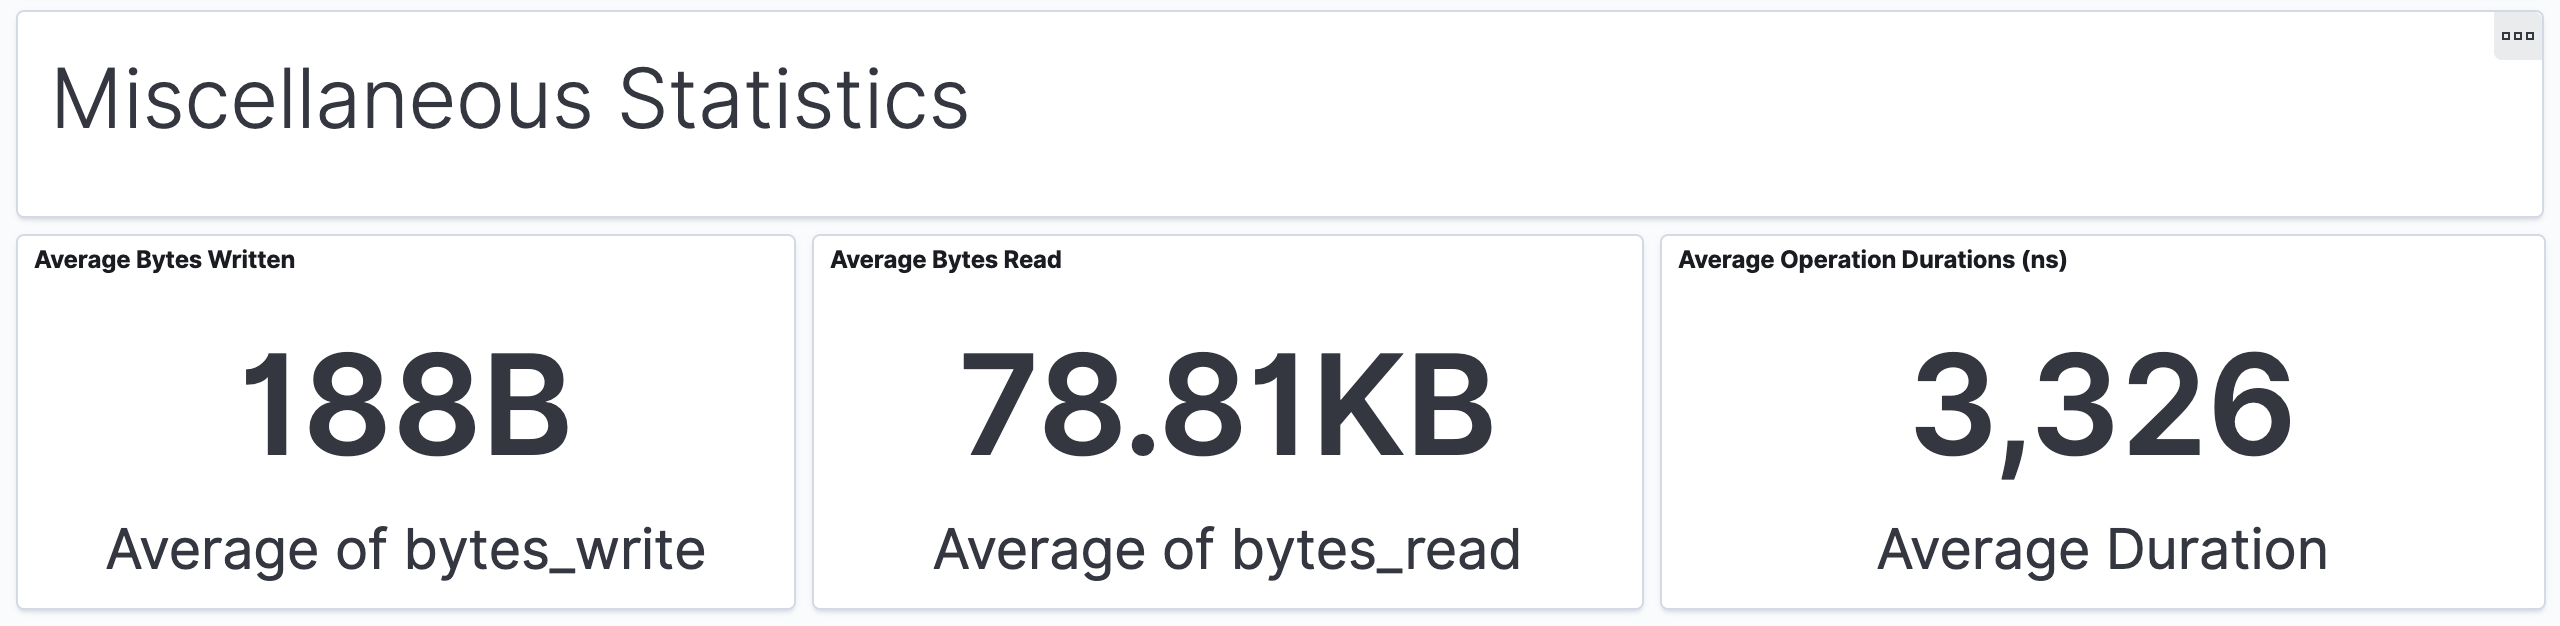 Miscellaneous Statistics
Average Bytes Written
188B
Average of bytes_write
Average Bytes Read
78.81KB
Average of bytes_read
Average Operation Durations (ns)
3,326
Average Duration